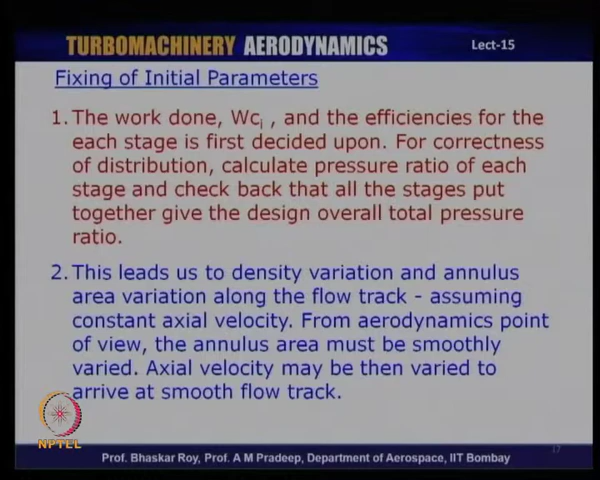 TURBOMACHINERY AERODYNAMICS Lect-15
Fixing of Initial Parameters
1. The work done, Wci , and the efficiencies for the
each stage is first decided upon. For correctness
of distribution, calculate pressure ratio of each
stage and check back that all the stages put
together give the design overall total pressure
ratio.
2. This leads us to density variation and annulus
area variation along the flow track - assuming
constant axial velocity. From aerodynamics point
of view, the annulus area must be smoothly
varied. Axial velocity may be then varied to
arrive at smooth flow track.
NPTEL
17
Prof. Bhaskar Roy, Prof. A M Pradeep, Department of Aerospace, IIT Bombay